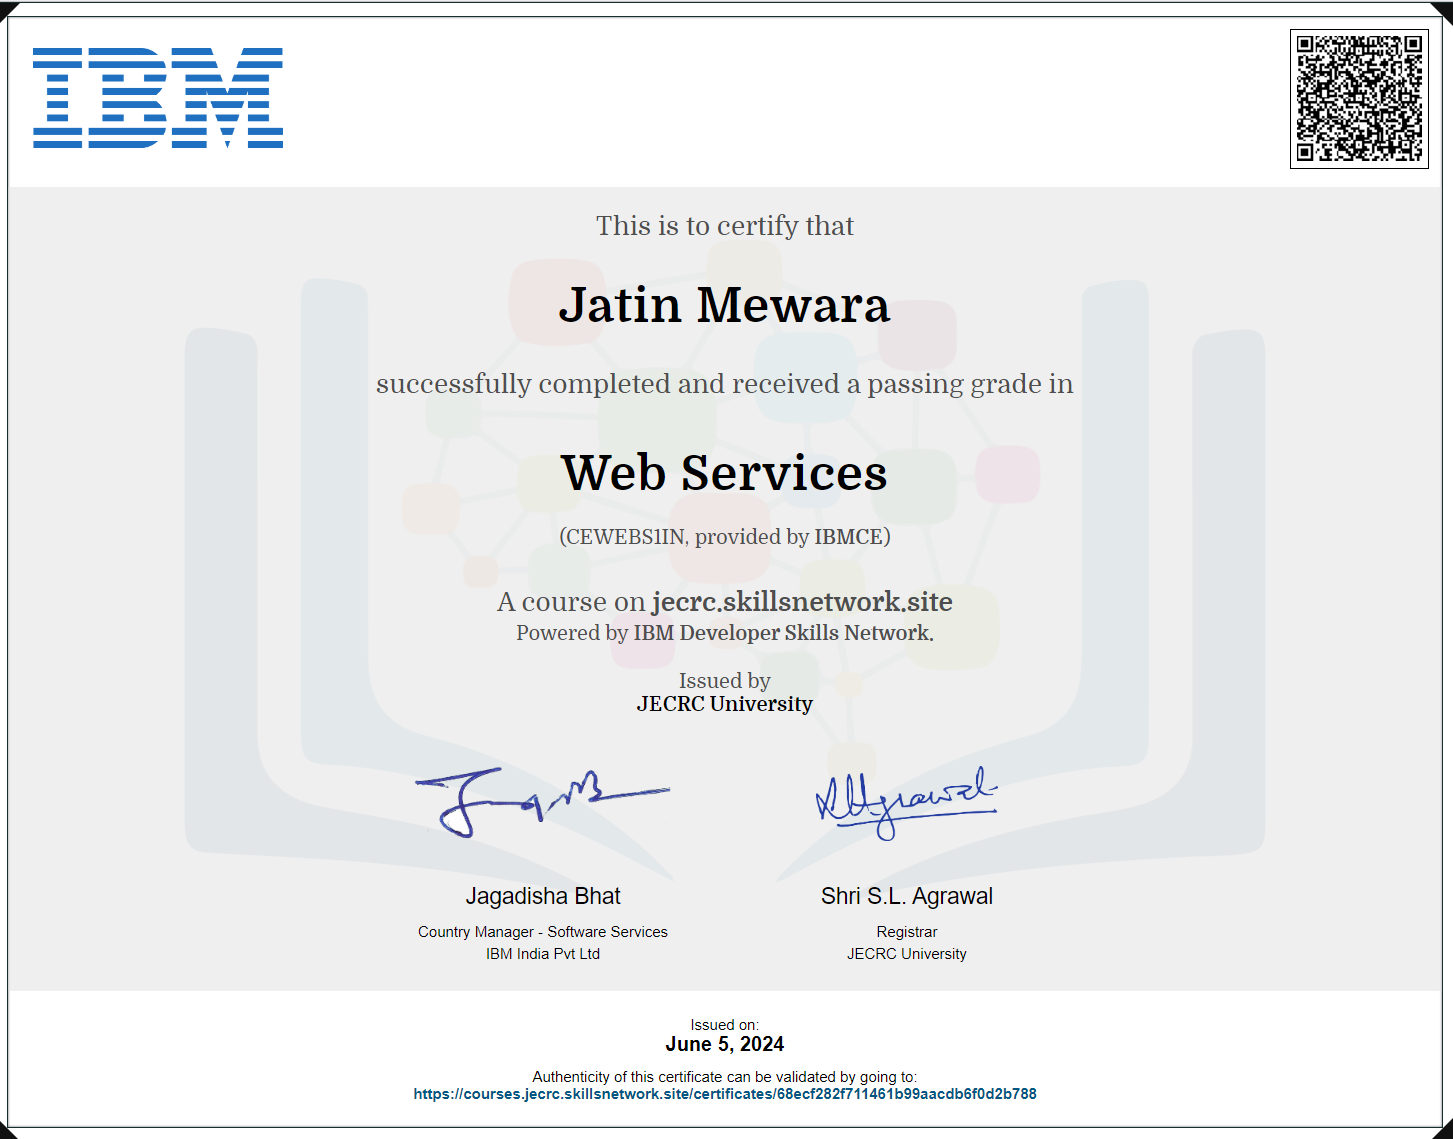 IBM
This is to certify that
Jatin Mewara
successfully completed and received a passing grade in
Web Services
(CEWEBS1IN, provided by IBMCE)
A course on jecrc.skillsnetwork.site
Powered by IBM Developer Skills Network.
Issued by
JECRC University
Jagadisha Bhat
Country Manager - Software Services
IBM India Pvt Ltd
Shri S.L. Agrawal
Registrar
JECRC University
Issued on:
June 5, 2024
Authenticity of this certificate can be validated by going to:
https://courses.jecrc.skillsnetwork.site/certificates/68ecf282f711461b99aacdb6f0d2b788